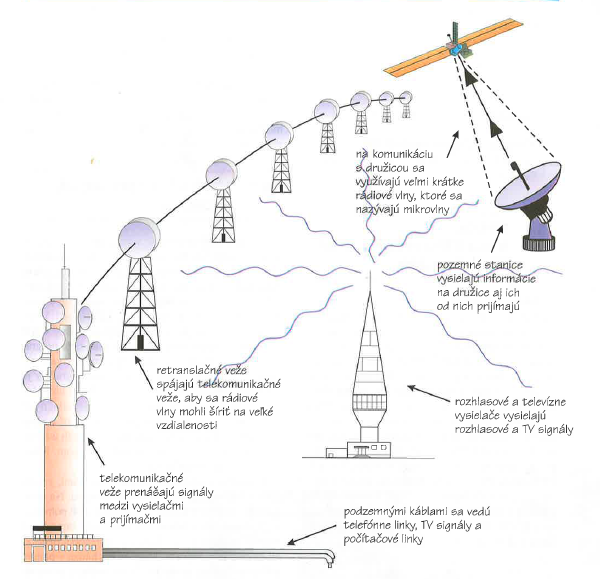 na komunikáciu
s družicou sa
využívajú veľmi krátke
rádiové vlny, ktoré sa
nazývajú mikrovlny
pozemné stanice
vysielajú informácie
na družice aj ich
od nich prijímajú
retranslačné veže
spájajú telekomunikačné
veže, aby sa rádiové
vlny mohli šíriť na veľké
vzdialenosti
rozhlasové a televízne
vysielače vysielajú
rozhlasové a TV signály
telekomunikačné
veže prenášajú signály
medzi vysielačmi
a prijímačmi
podzemnými káblami sa vedú
telefónne linky, TV signály a
počítačové linky